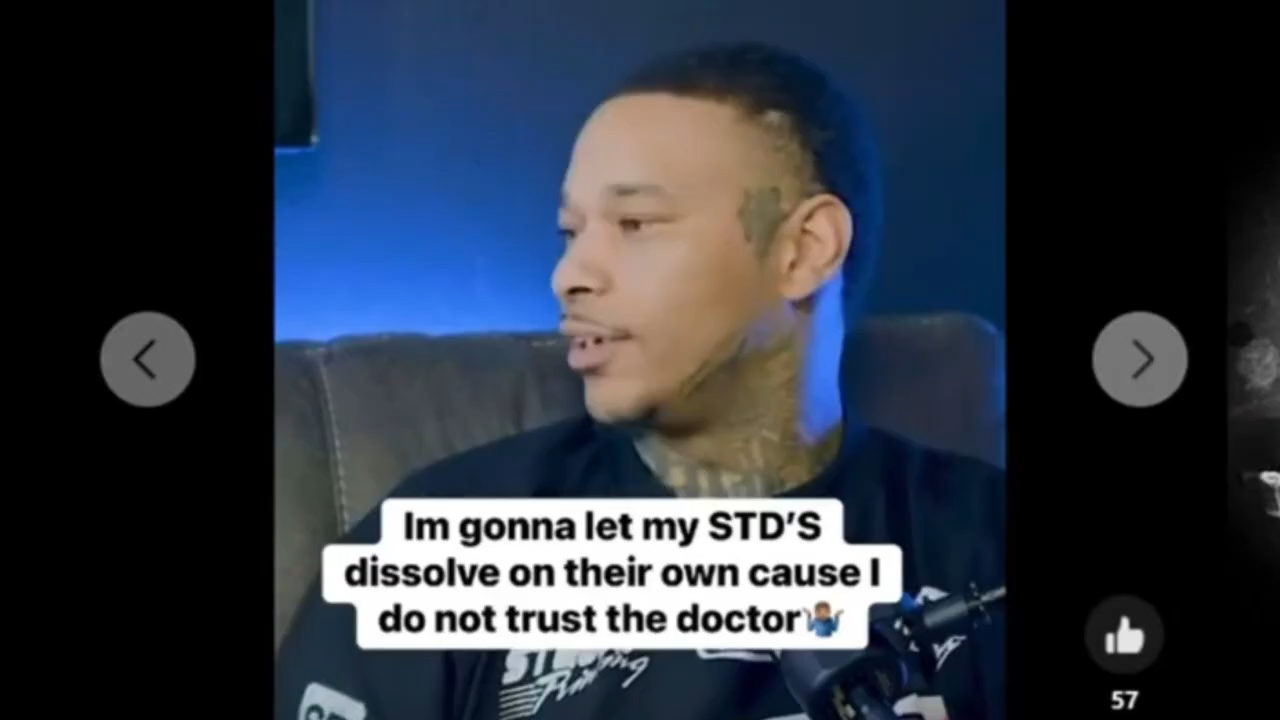 Im gonna let my STD'S
dissolve on their own cause I
do not trust the doctor🤷🏽‍♂️
57